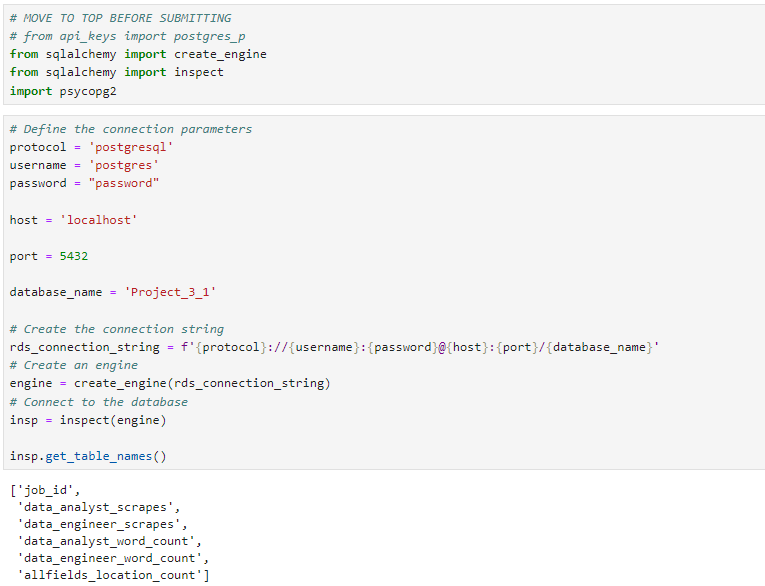 # MOVE TO TOP BEFORE SUBMITTING
# from api_keys import postgres_p
from sqlalchemy import create_engine
from sqlalchemy import inspect
import psycopg2
# Define the connection parameters
protocol = 'postgresql'
username = 'postgres'
password = "password"
host = 'localhost'
port = 5432
database_name = 'Project_3_1'
# Create the connection string
rds_connection_string = f'{protocol}://{username}:{password}@{host}:{port}/{database_name}'
# Create an engine
engine = create_engine(rds_connection_string)
# Connect to the database
insp = inspect(engine)
insp.get_table_names()
['job_id',
 'data_analyst_scrapes',
 'data_engineer_scrapes',
 'data_analyst_word_count',
 'data_engineer_word_count',
 'allfields_location_count']